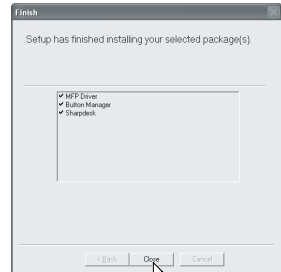 Finish
Setup has finished installing your selected package(s).
✔ MFP Driver
✔ Button Manager
✔ Sharpdesk
< Back
Close
Cancel